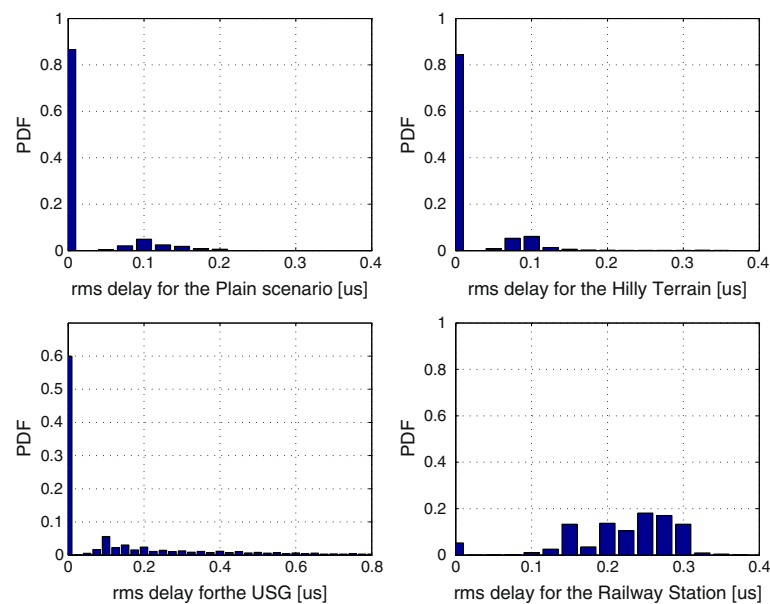 1
0.8
0.6
0.4
0.2
0
PDF
0 0.1 0.2 0.3 0.4
rms delay for the Plain scenario [us]
1
0.8
0.6
0.4
0.2
0
PDF
0 0.1 0.2 0.3 0.4
rms delay for the Hilly Terrain [us]
0.6
0.5
0.4
0.3
0.2
0.1
0
PDF
0 0.2 0.4 0.6 0.8
rms delay forthe USG [us]
1
0.8
0.6
0.4
0.2
0
PDF
0 0.1 0.2 0.3 0.4
rms delay for the Railway Station [us]